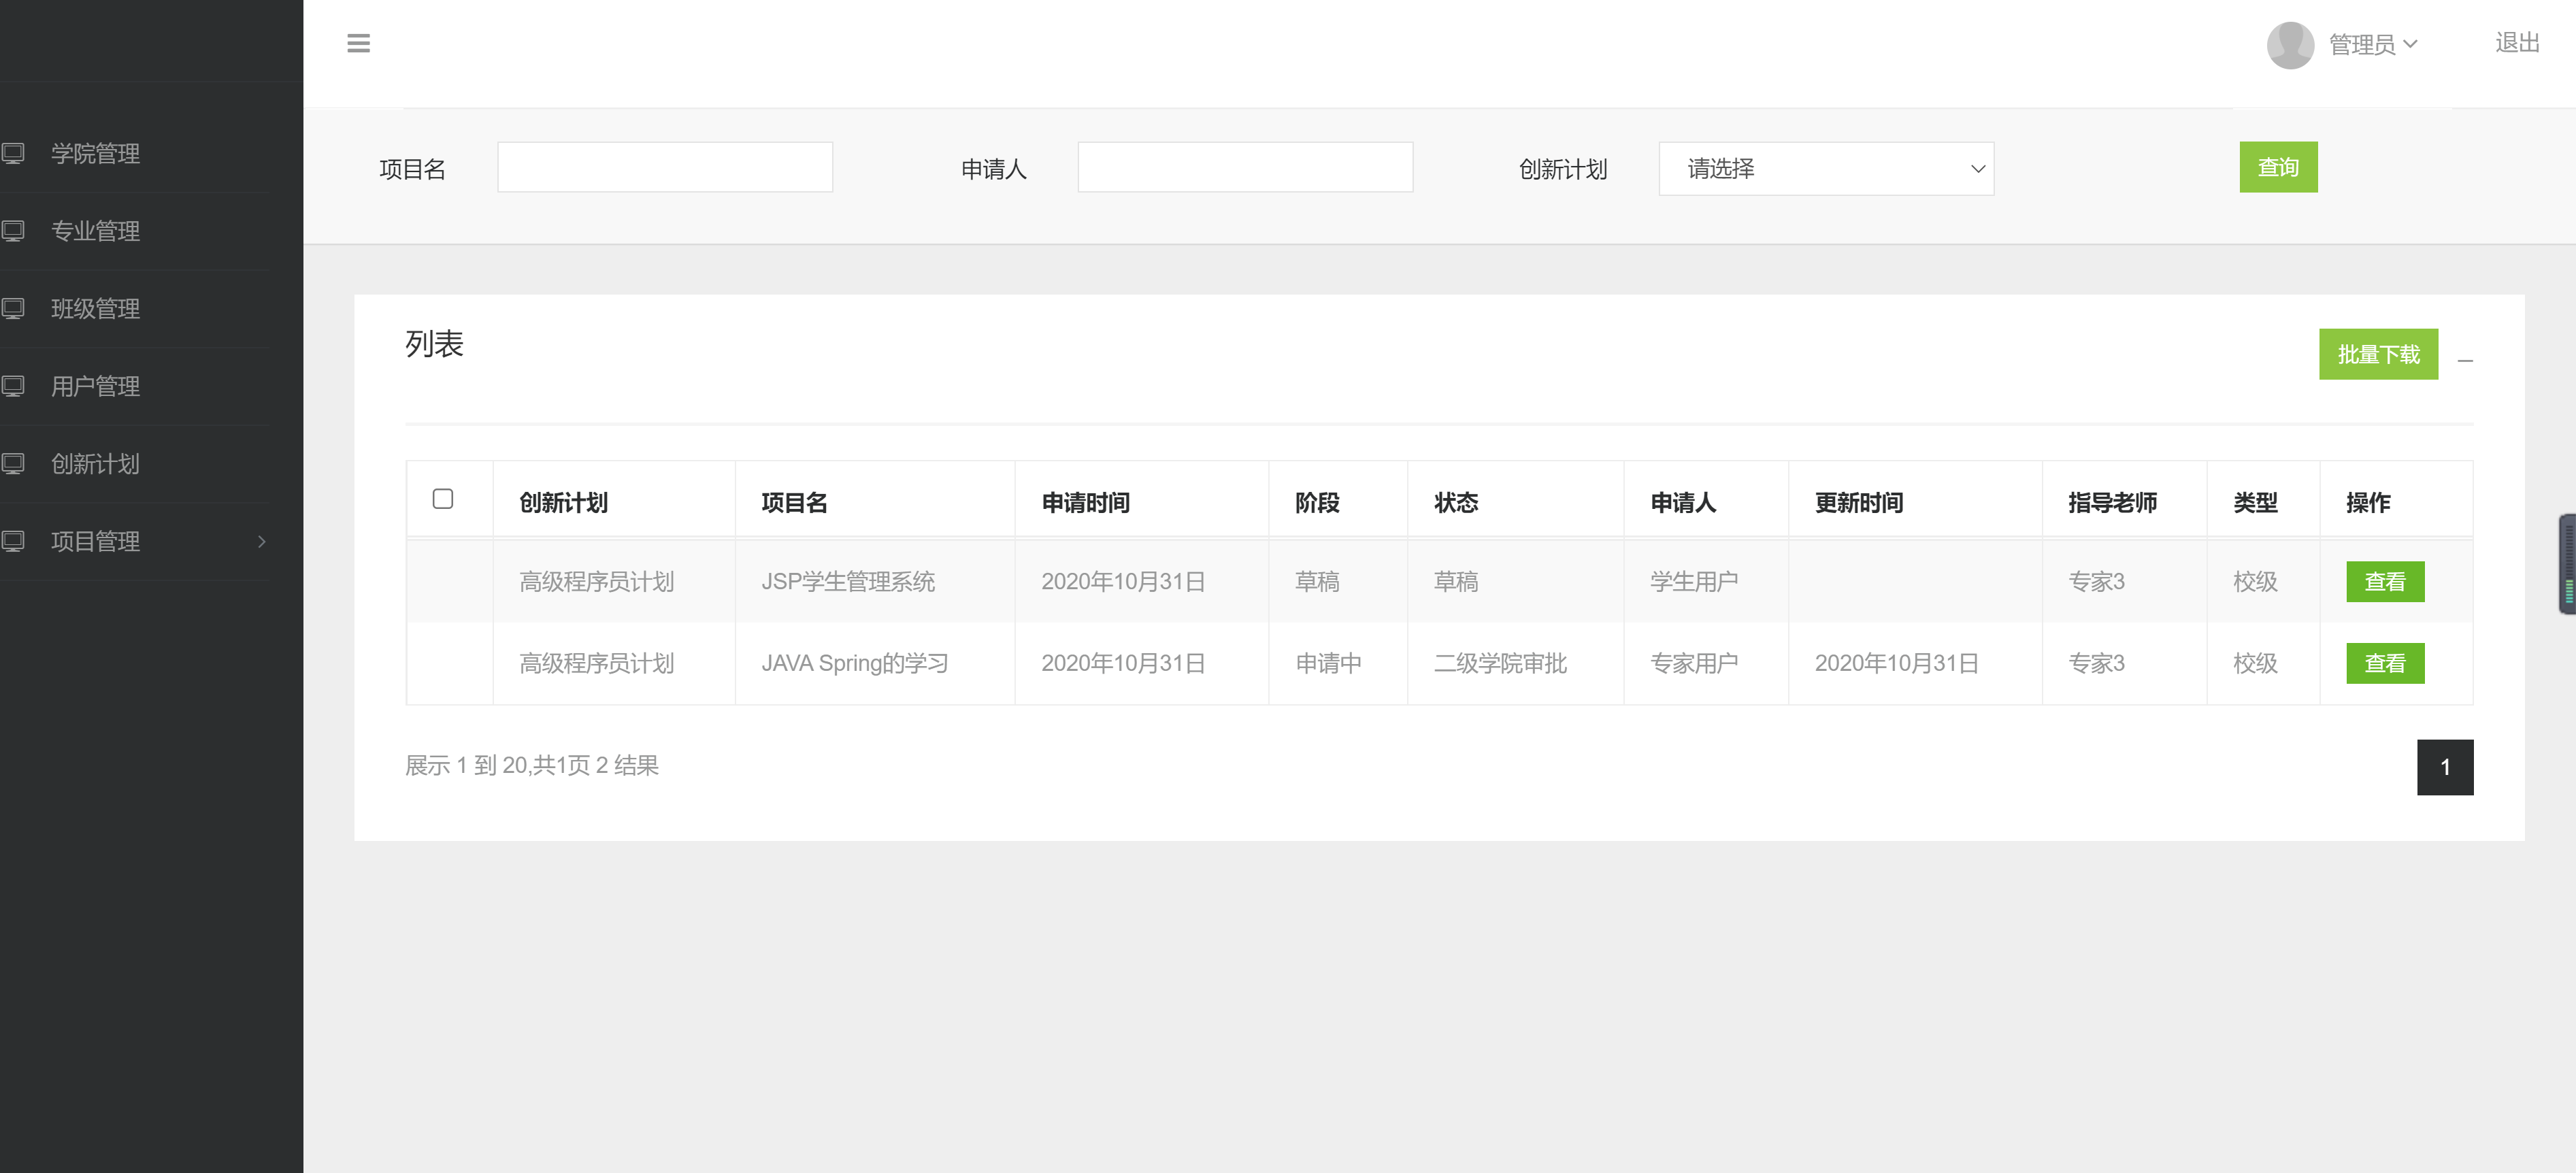 管理员
退出
学院管理
专业管理
班级管理
用户管理
创新计划
项目管理
项目名 申请人 创新计划 请选择 查询
列表 批量下载
创新计划 项目名 申请时间 阶段 状态 申请人 更新时间 指导老师 类型 操作
高级程序员计划 JSP学生管理系统 2020年10月31日 草稿 草稿 学生用户 专家3 校级 查看
高级程序员计划 JAVA Spring的学习 2020年10月31日 申请中 二级学院审批 专家用户 2020年10月31日 专家3 校级 查看
展示 1 到 20,共1页 2 结果 1